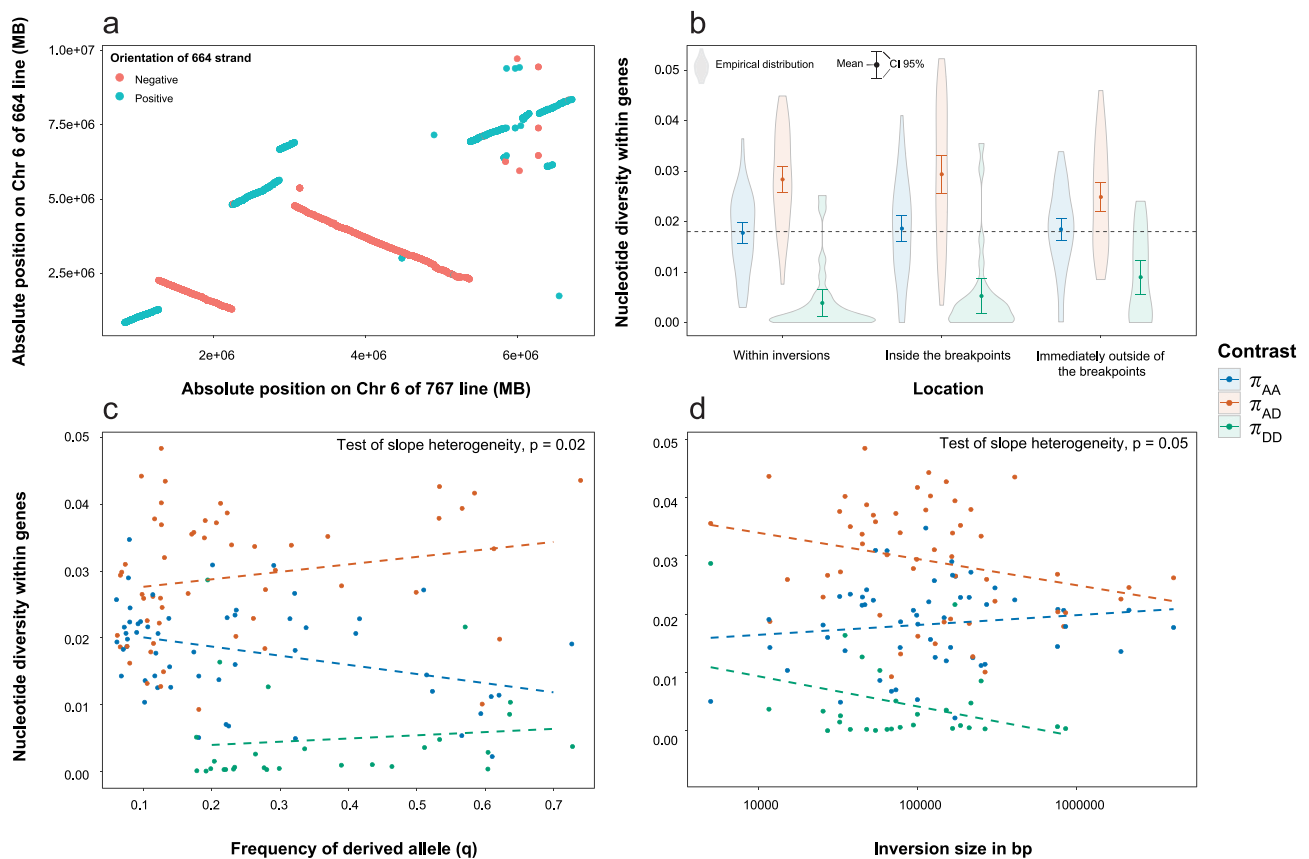 a
Absolute position on Chr 6 of 664 line (MB)
1.0e+07
7.5e+06
5.0e+06
2.5e+06
Orientation of 664 strand
Negative
Positive
2e+06
4e+06
6e+06
Absolute position on Chr 6 of 767 line (MB)
b
Nucleotide diversity within genes
0.05
0.04
0.03
0.02
0.01
0.00
Empirical distribution
Mean
CI 95%
Within inversions
Inside the breakpoints
Immediately outside of
the breakpoints
Location
Contrast
πAA
πAD
πDD
c
Nucleotide diversity within genes
0.05
0.04
0.03
0.02
0.01
0.00
Test of slope heterogeneity, p = 0.02
0.1
0.2
0.3
0.4
0.5
0.6
0.7
Frequency of derived allele (q)
d
0.05
0.04
0.03
0.02
0.01
0.00
Test of slope heterogeneity, p = 0.05
10000
100000
1000000
Inversion size in bp